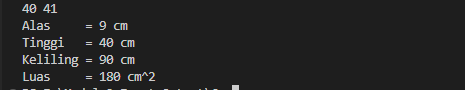 40 41
Alas     = 9 cm
Tinggi   = 40 cm
Keliling = 90 cm
Luas     = 180 cm^2